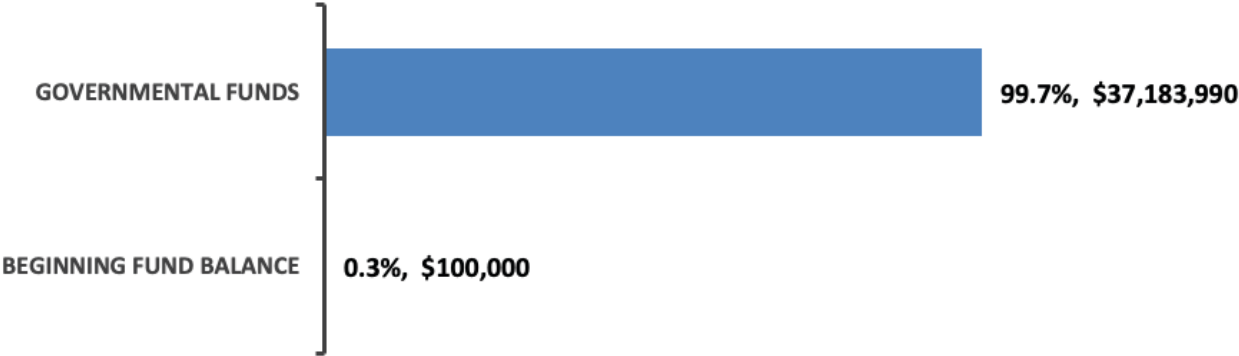 GOVERNMENTAL FUNDS 99.7%, $37,183,990
BEGINNING FUND BALANCE 0.3%, $100,000